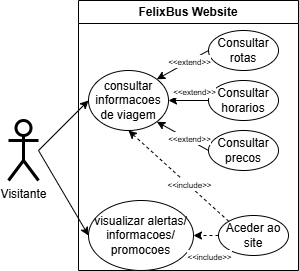 FelixBus Website
Consultar
rotas
<<extend>>
consultar
informacoes
de viagem
<<extend>>
Consultar
horarios
<<extend>>
Consultar
precos
Visitante
<<include>>
visualizar alertas/
informacoes/
promocoes
Aceder ao
site
<<include>>